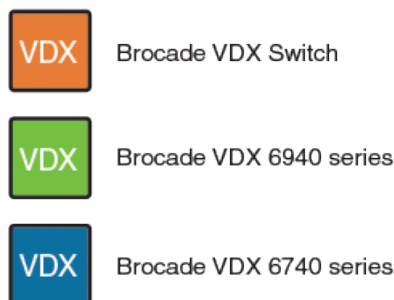 VDX Brocade VDX Switch
VDX Brocade VDX 6940 series
VDX Brocade VDX 6740 series